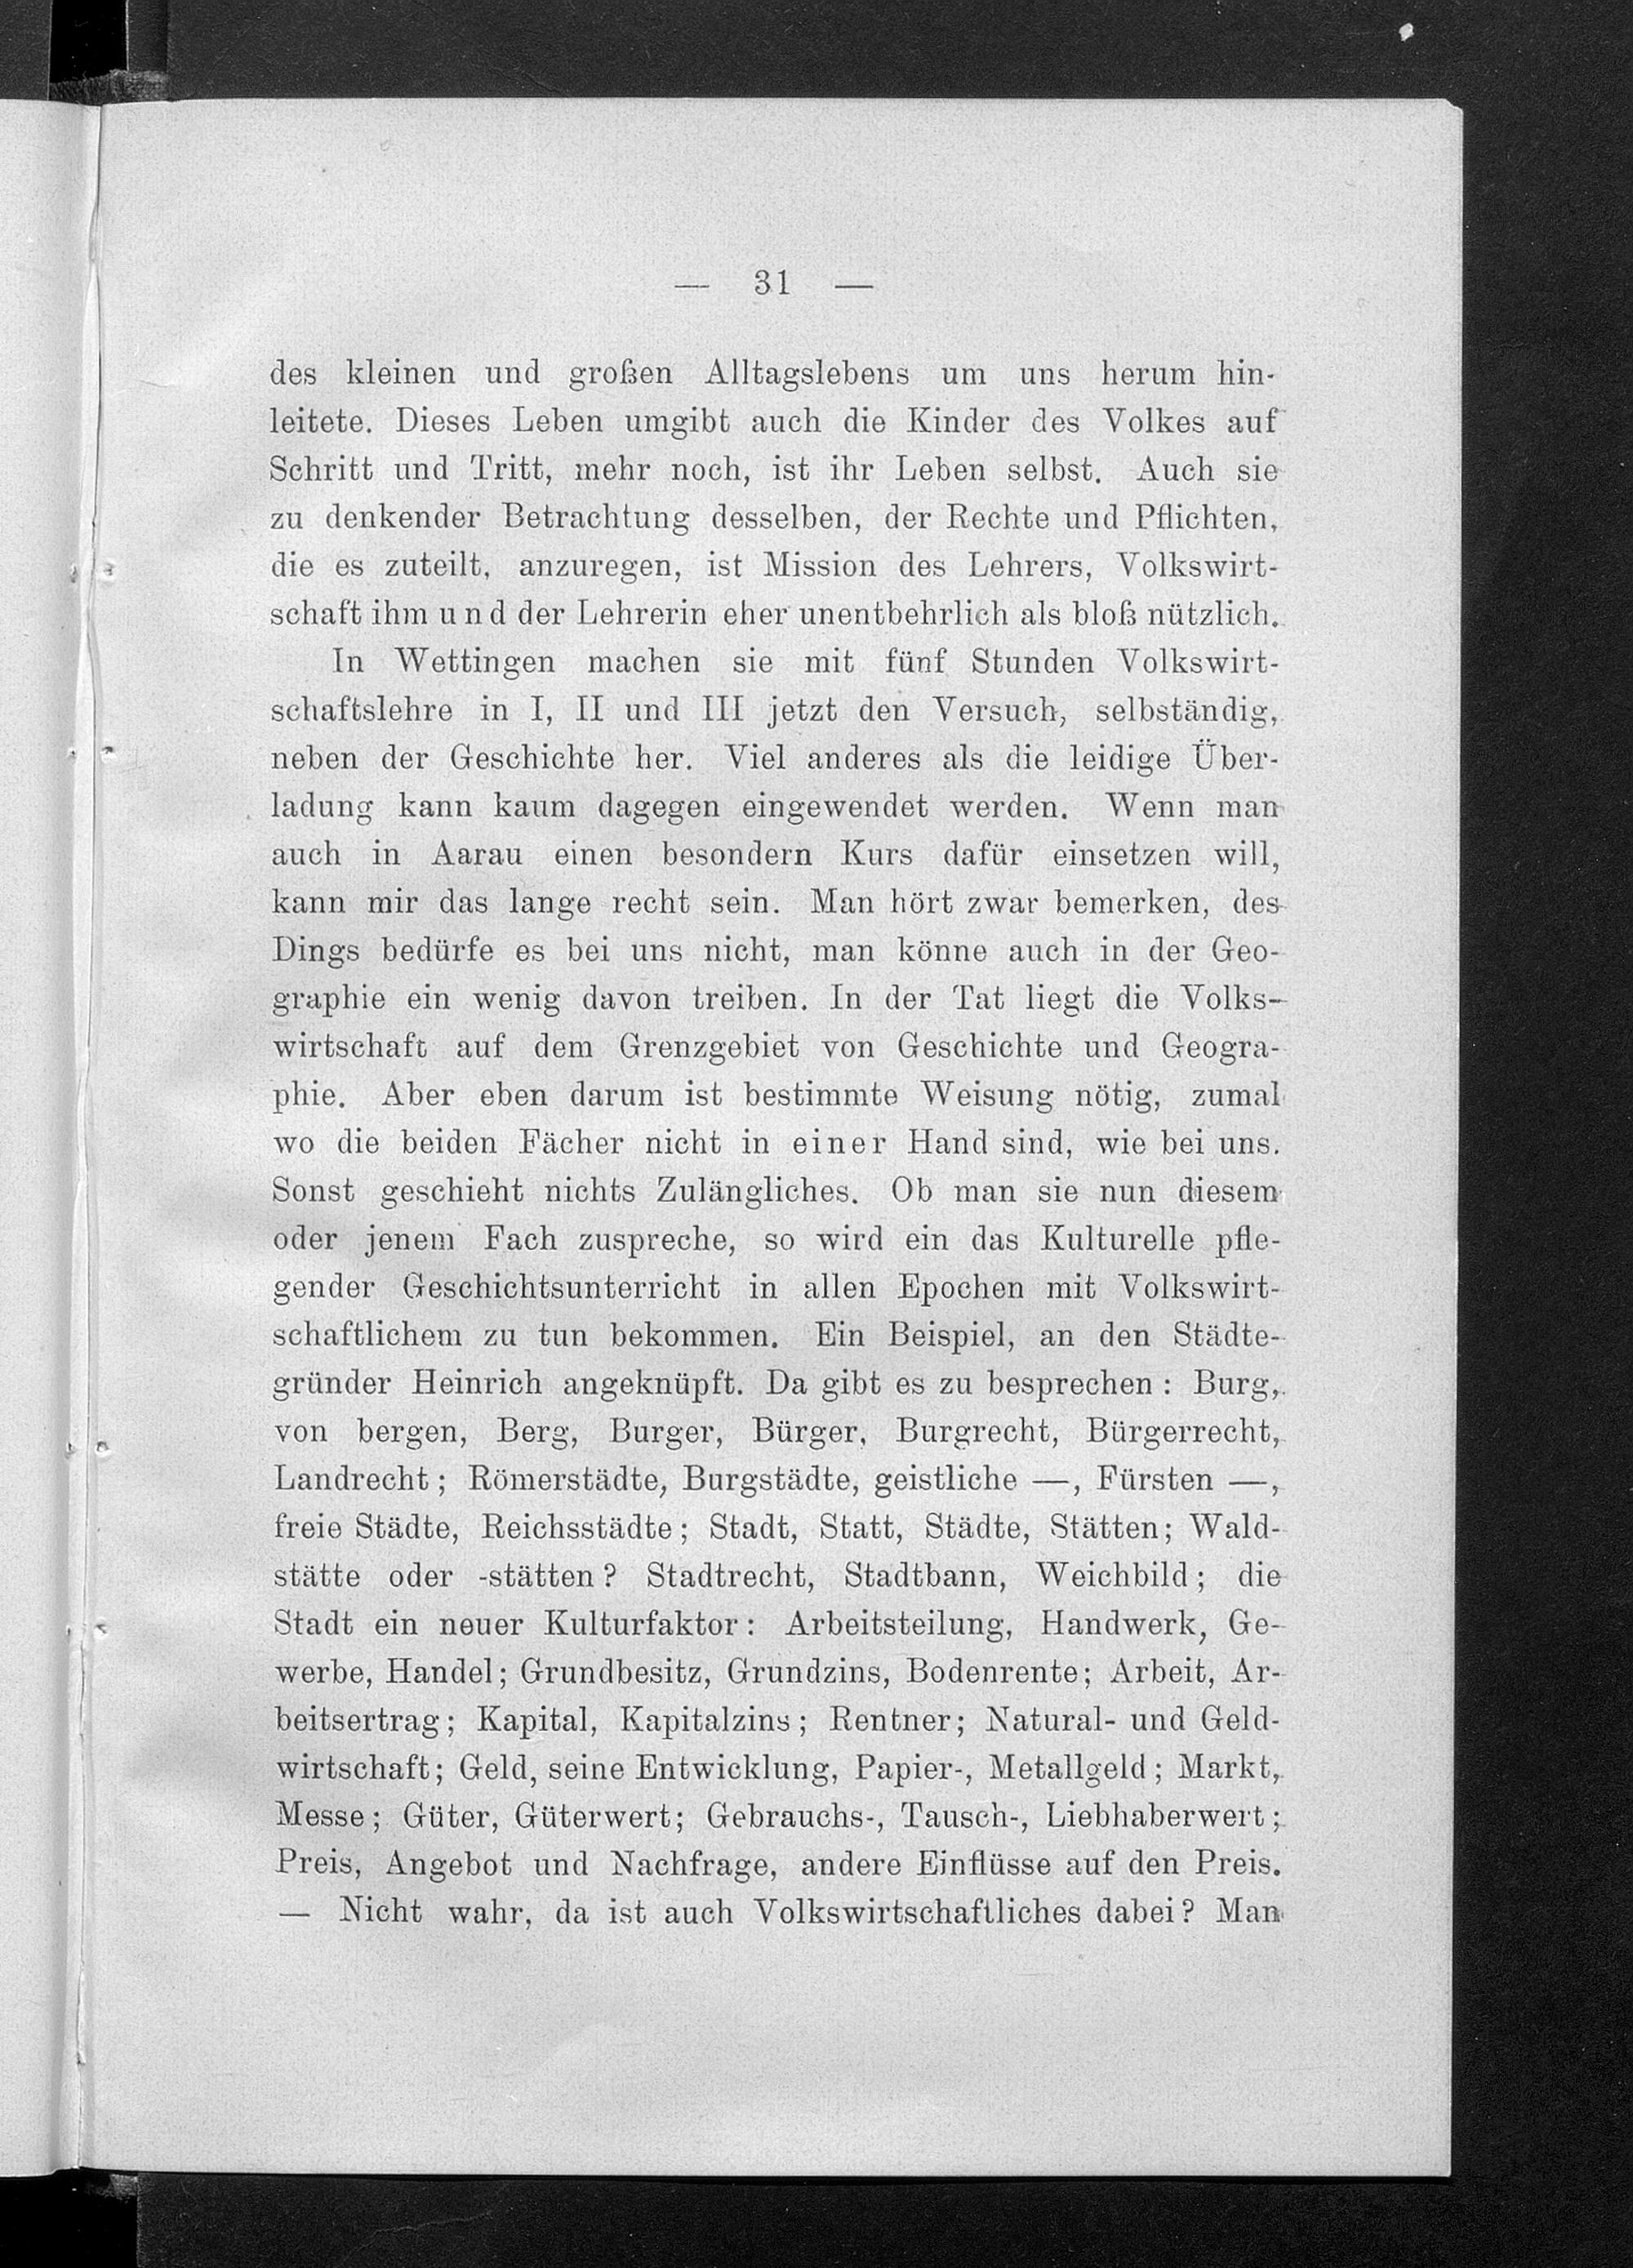 — 31 —
des kleinen und großen Alltagslebens um uns herum hin-
leitete. Dieses Leben umgibt auch die Kinder des Volkes auf
Schritt und Tritt, mehr noch, ist ihr Leben selbst. Auch sie
zu denkender Betrachtung desselben, der Rechte und Pflichten,
die es zuteilt, anzuregen, ist Mission des Lehrers, Volkswirt-
schaft ihm und der Lehrerin eher unentbehrlich als bloß nützlich.
In Wettingen machen sie mit fünf Stunden Volkswirt-
schaftslehre in I, II und III jetzt den Versuch, selbständig,
neben der Geschichte her. Viel anderes als die leidige Über-
ladung kann kaum dagegen eingewendet werden. Wenn man
auch in Aarau einen besondern Kurs dafür einsetzen will,
kann mir das lange recht sein. Man hört zwar bemerken, des
Dings bedürfe es bei uns nicht, man könne auch in der Geo-
graphie ein wenig davon treiben. In der Tat liegt die Volks-
wirtschaft auf dem Grenzgebiet von Geschichte und Geogra-
phie. Aber eben darum ist bestimmte Weisung nötig, zumal
wo die beiden Fächer nicht in einer Hand sind, wie bei uns.
Sonst geschieht nichts Zulängliches. Ob man sie nun diesem
oder jenem Fach zuspreche, so wird ein das Kulturelle pfle-
gender Geschichtsunterricht in allen Epochen mit Volkswirt-
schaftlichem zu tun bekommen. Ein Beispiel, an den Städte-
gründer Heinrich angeknüpft. Da gibt es zu besprechen: Burg,
von bergen, Berg, Burger, Bürger, Burgrecht, Bürgerrecht,
Landrecht; Römerstädte, Burgstädte, geistliche —, Fürsten —,
freie Städte, Reichsstädte; Stadt, Statt, Städte, Stätten; Wald-
stätte oder -stätten? Stadtrecht, Stadtbann, Weichbild; die
Stadt ein neuer Kulturfaktor: Arbeitsteilung, Handwerk, Ge-
werbe, Handel; Grundbesitz, Grundzins, Bodenrente; Arbeit, Ar-
beitsertrag; Kapital, Kapitalzins; Rentner; Natural- und Geld-
wirtschaft; Geld, seine Entwicklung, Papier-, Metallgeld; Markt,
Messe; Güter, Güterwert; Gebrauchs-, Tausch-, Liebhaberwert;
Preis, Angebot und Nachfrage, andere Einflüsse auf den Preis.
— Nicht wahr, da ist auch Volkswirtschaftliches dabei? Man